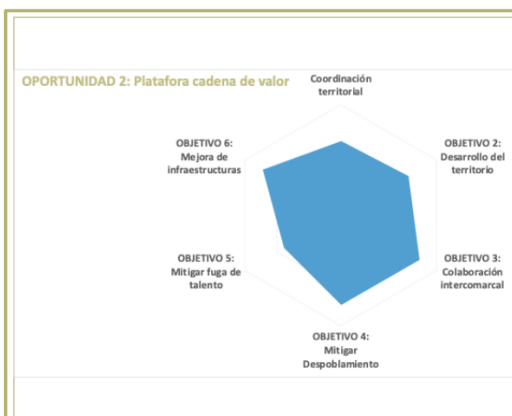 OPORTUNIDAD 2: Platafora cadena de valor
Coordinación
territorial
OBJETIVO 6:
Mejora de
infraestructuras
OBJETIVO 2:
Desarrollo del
territorio
OBJETIVO 5:
Mitigar fuga de
talento
OBJETIVO 3:
Colaboración
intercomarcal
OBJETIVO 4:
Mitigar
Despoblamiento